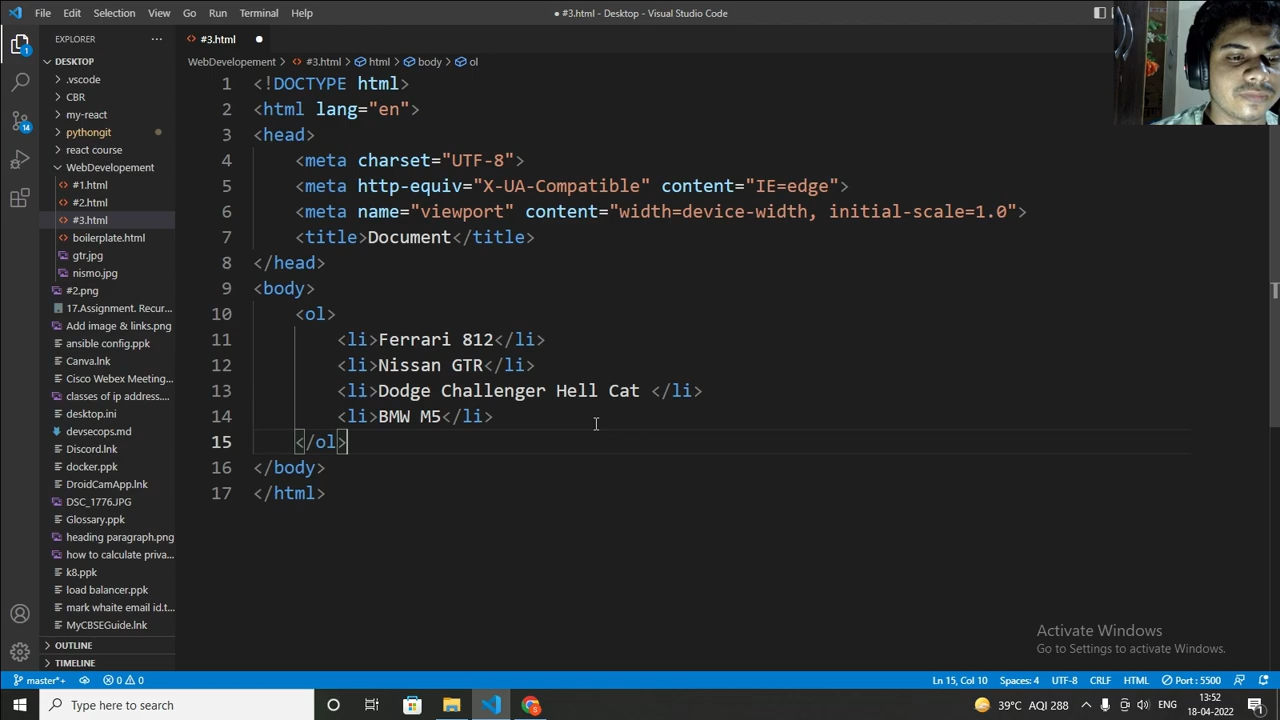 File Edit Selection View Go Run Terminal Help
● #3.html - Desktop - Visual Studio Code
EXPLORER ...
#3.html
DESKTOP
WebDevelopement > #3.html > html > body > ol
.vscode
CBR
my-react
pythongit
react course
WebDevelopement
#1.html
#2.html
#3.html
boilerplate.html
gtr.jpg
nismo.jpg
#2.png
17.Assignment. Recur...
Add image & links.png
ansible config.ppk
Canva.lnk
Cisco Webex Meeting...
classes of ip address....
desktop.ini
devsecops.md
Discord.lnk
docker.ppk
DroidCamApp.lnk
DSC_1776.JPG
Glossary.ppk
heading paragraph.png
how to calculate priva...
k8.ppk
load balancer.ppk
mark whaite email id.t...
MyCBSEGuide.lnk
OUTLINE
TIMELINE
1
14
1 <!DOCTYPE html>
2 <html lang="en">
3 <head>
4 <meta charset="UTF-8">
5 <meta http-equiv="X-UA-Compatible" content="IE=edge">
6 <meta name="viewport" content="width=device-width, initial-scale=1.0">
7 <title>Document</title>
8 </head>
9 <body>
10 <ol>
11 <li>Ferrari 812</li>
12 <li>Nissan GTR</li>
13 <li>Dodge Challenger Hell Cat </li>
14 <li>BMW M5</li>
15 </ol>
16 </body>
17 </html>
Activate Windows
Go to Settings to activate Windows.
master*+ 0 0
Ln 15, Col 10 Spaces: 4 UTF-8 CRLF HTML Port : 5500
Type here to search
39°C AQI 288 ENG
13:52
18-04-2022
1